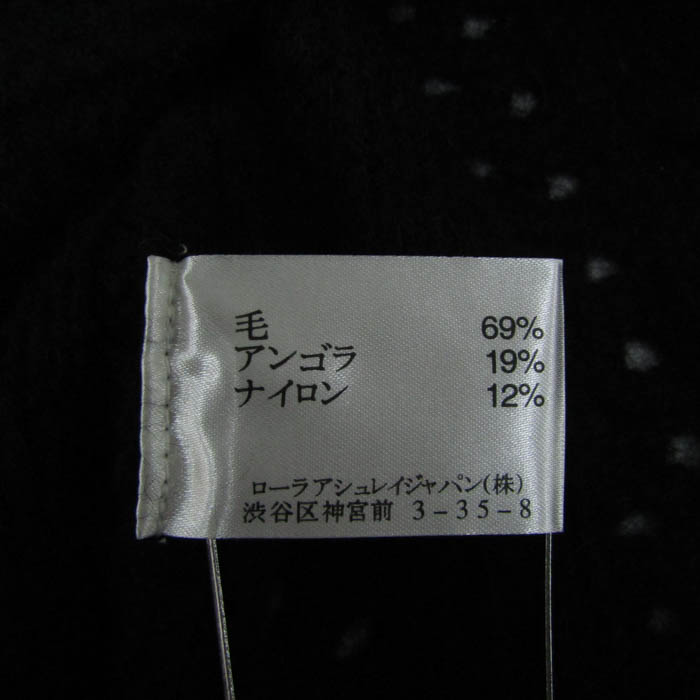 毛 69%
アンゴラ 19%
ナイロン 12%
ローラアシュレイジャパン(株)
渋谷区神宮前 3-35-8